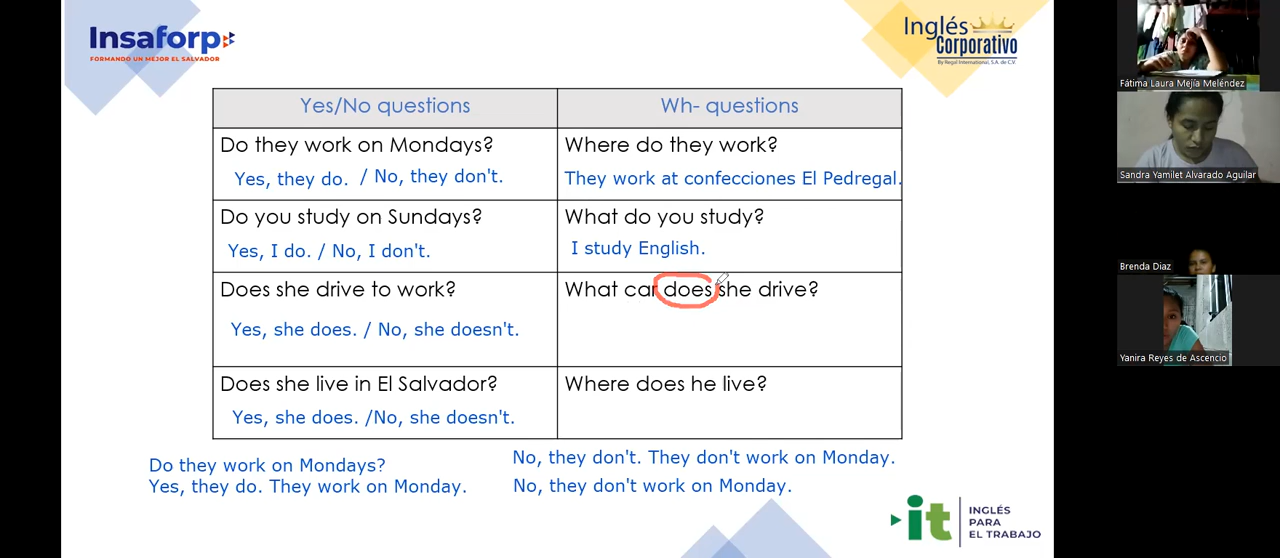 Insaforp
FORMANDO UN MEJOR EL SALVADOR
Inglés
Corporativo
By Regal International, S.A. de C.V.
Yes/No questions
Wh- questions
Do they work on Mondays?
Yes, they do. / No, they don't.
Where do they work?
They work at confecciones El Pedregal.
Do you study on Sundays?
Yes, I do. / No, I don't.
What do you study?
I study English.
Does she drive to work?
Yes, she does. / No, she doesn't.
What car does she drive?
Does she live in El Salvador?
Yes, she does. /No, she doesn't.
Where does he live?
Do they work on Mondays?
Yes, they do. They work on Monday.
No, they don't. They don't work on Monday.
No, they don't work on Monday.
it
INGLÉS
PARA
EL TRABAJO
Fátima Laura Mejía Meléndez
Sandra Yamilet Alvarado Aguilar
Brenda Diaz
Yanira Reyes de Ascencio